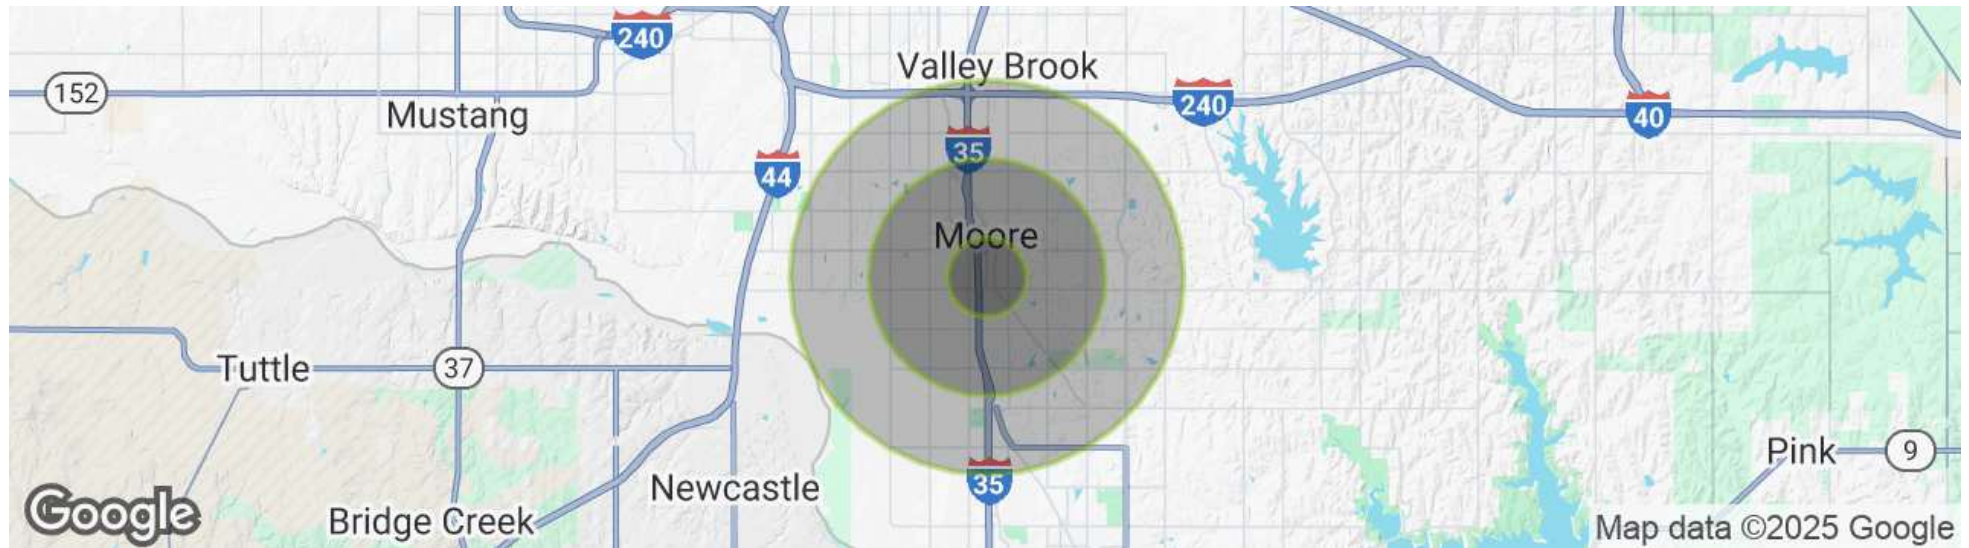 240
Valley Brook
152
240
Mustang
40
35
44
Moore
Tuttle
37
Pink
9
Newcastle
35
Google
Bridge Creek
Map data ©2025 Google